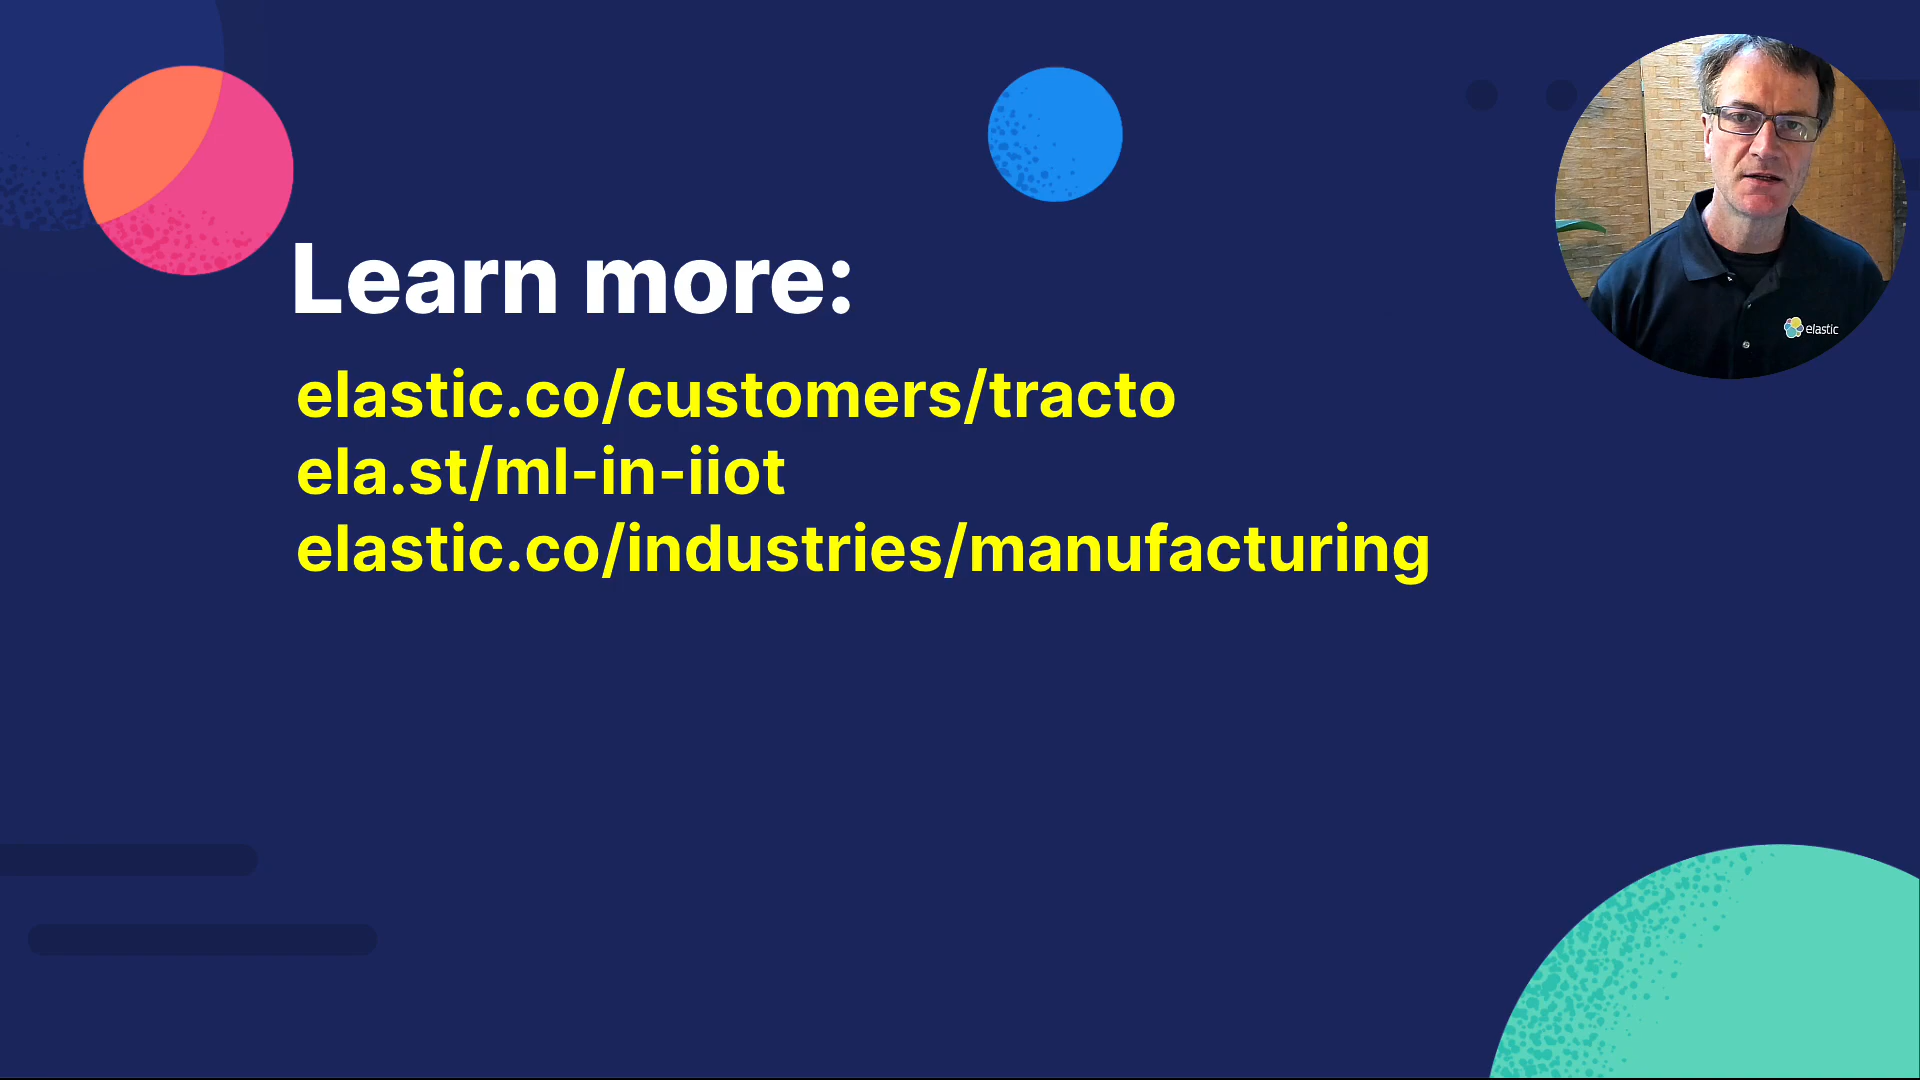 Learn more:
elastic.co/customers/tracto
ela.st/ml-in-iiot
elastic.co/industries/manufacturing
elastic